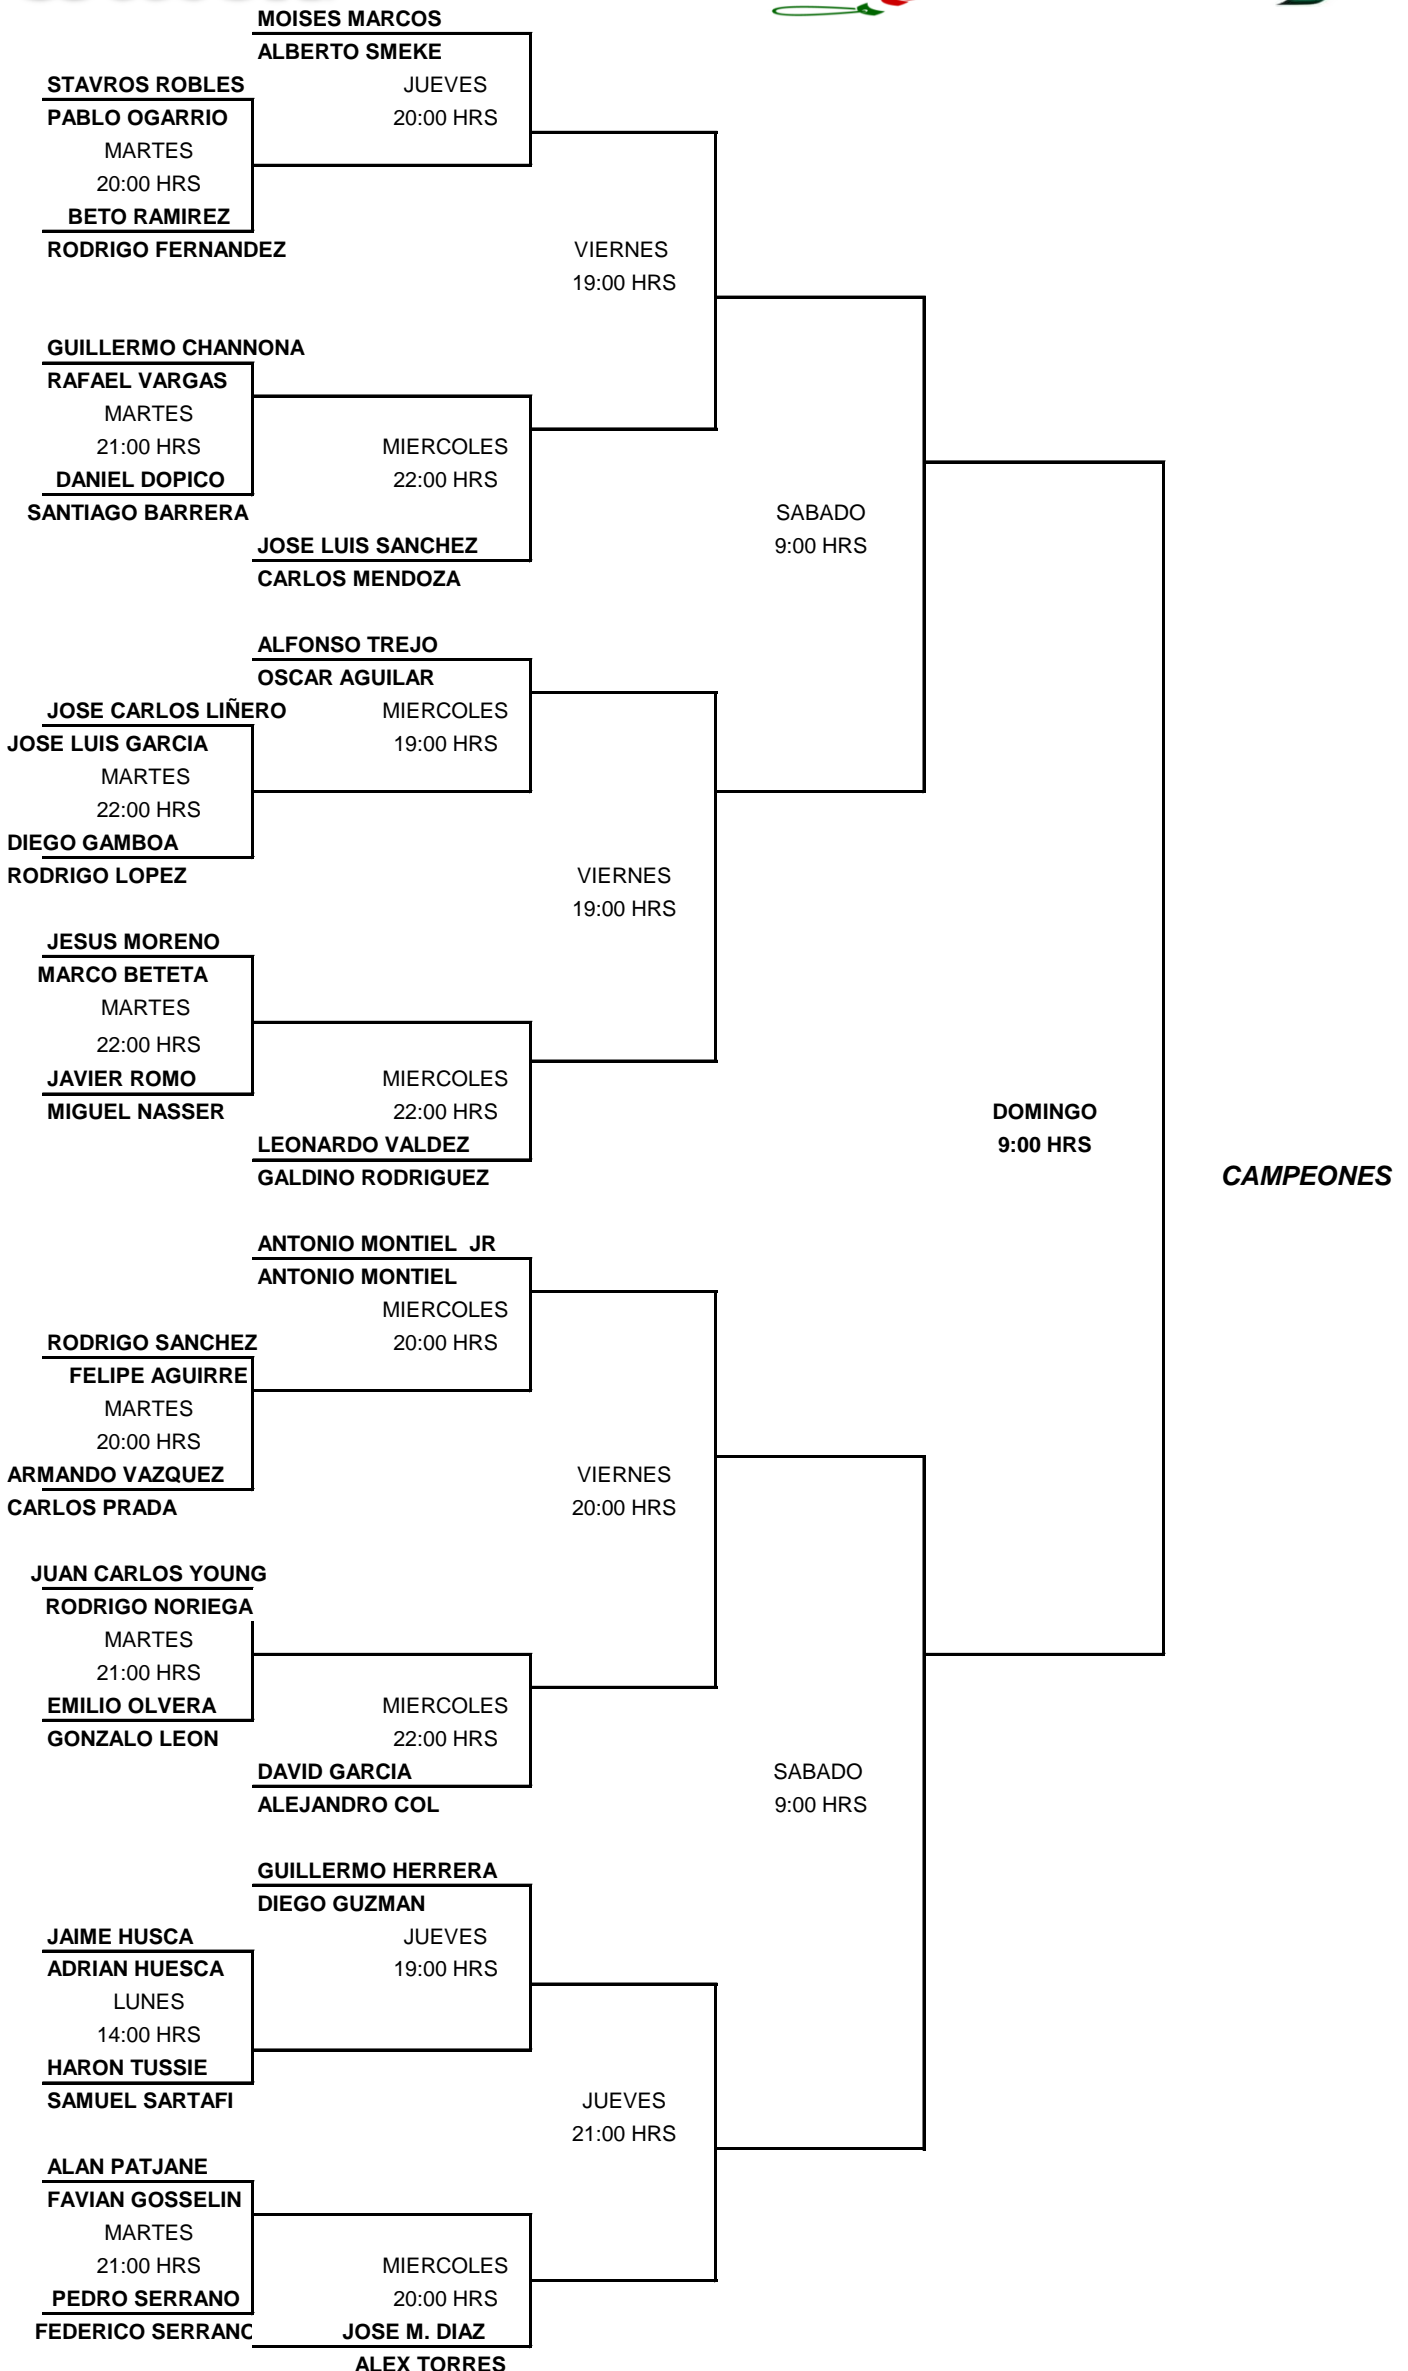 MOISES MARCOS
ALBERTO SMEKE
STAVROS ROBLES JUEVES
PABLO OGARRIO 20:00 HRS
MARTES
20:00 HRS
BETO RAMIREZ
RODRIGO FERNANDEZ VIERNES
19:00 HRS
GUILLERMO CHANNONA
RAFAEL VARGAS
MARTES
21:00 HRS MIERCOLES
DANIEL DOPICO 22:00 HRS
SANTIAGO BARRERA SABADO
JOSE LUIS SANCHEZ 9:00 HRS
CARLOS MENDOZA
ALFONSO TREJO
OSCAR AGUILAR
JOSE CARLOS LIÑERO MIERCOLES
JOSE LUIS GARCIA 19:00 HRS
MARTES
22:00 HRS
DIEGO GAMBOA
RODRIGO LOPEZ VIERNES
19:00 HRS
JESUS MORENO
MARCO BETETA
MARTES
22:00 HRS
JAVIER ROMO MIERCOLES
MIGUEL NASSER 22:00 HRS DOMINGO
LEONARDO VALDEZ 9:00 HRS
GALDINO RODRIGUEZ CAMPEONES
ANTONIO MONTIEL JR
ANTONIO MONTIEL
MIERCOLES
RODRIGO SANCHEZ 20:00 HRS
FELIPE AGUIRRE
MARTES
20:00 HRS
ARMANDO VAZQUEZ VIERNES
CARLOS PRADA 20:00 HRS
JUAN CARLOS YOUNG
RODRIGO NORIEGA
MARTES
21:00 HRS
EMILIO OLVERA MIERCOLES
GONZALO LEON 22:00 HRS
DAVID GARCIA SABADO
ALEJANDRO COL 9:00 HRS
GUILLERMO HERRERA
DIEGO GUZMAN
JAIME HUSCA JUEVES
ADRIAN HUESCA 19:00 HRS
LUNES
14:00 HRS
HARON TUSSIE
SAMUEL SARTAFI JUEVES
21:00 HRS
ALAN PATJANE
FAVIAN GOSSELIN
MARTES
21:00 HRS MIERCOLES
PEDRO SERRANO 20:00 HRS
FEDERICO SERRANO JOSE M. DIAZ
ALEX TORRES